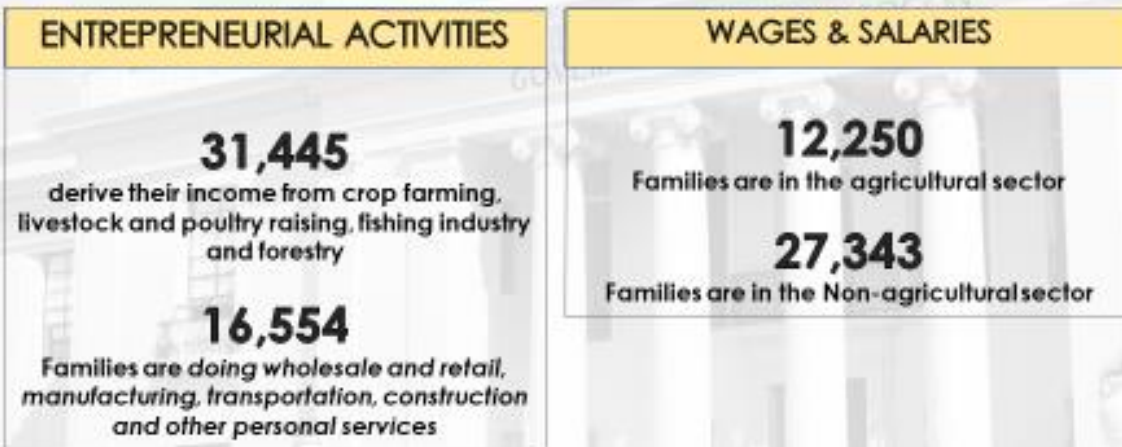 ENTREPRENEURIAL ACTIVITIES
31,445
derive their income from crop farming,
livestock and poultry raising, fishing industry
and forestry
16,554
Families are doing wholesale and retail,
manufacturing, transportation, construction
and other personal services
WAGES & SALARIES
12,250
Families are in the agricultural sector
27,343
Families are in the Non-agricultural sector